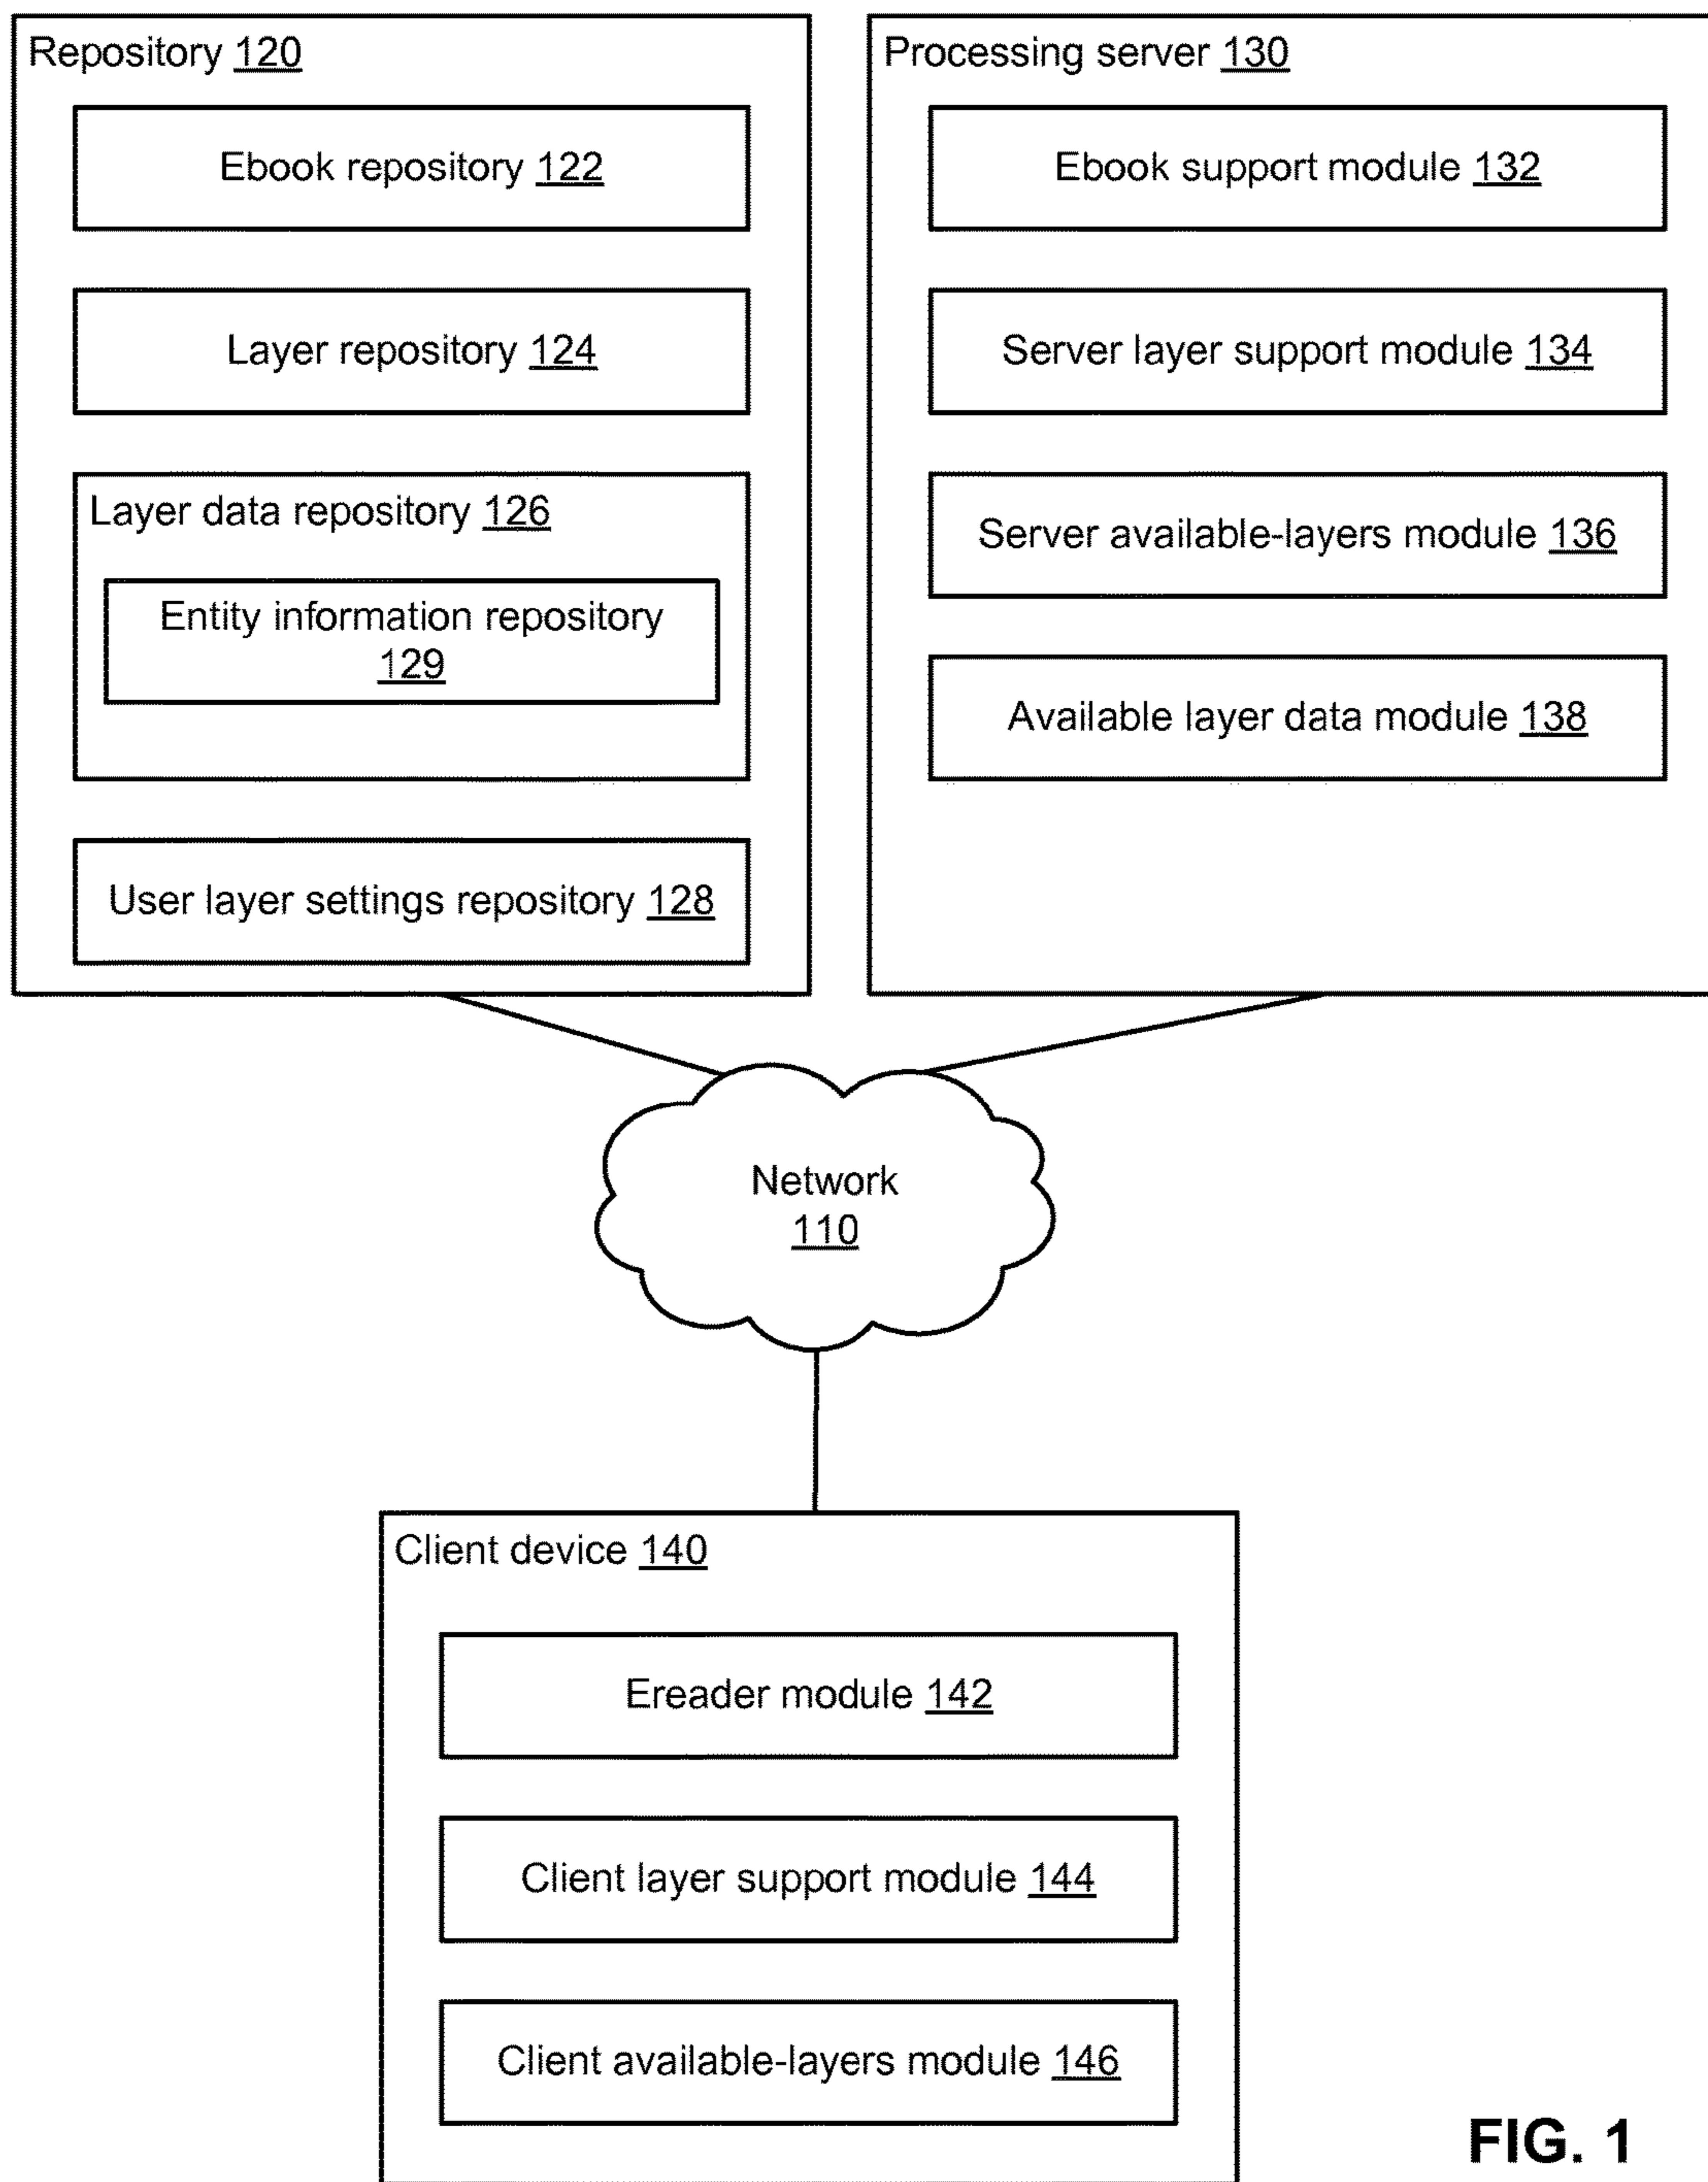 Repository 120
Ebook repository 122
Layer repository 124
Layer data repository 126
Entity information repository
129
User layer settings repository 128
Processing server 130
Ebook support module 132
Server layer support module 134
Server available-layers module 136
Available layer data module 138
Network
110
Client device 140
Ereader module 142
Client layer support module 144
Client available-layers module 146
FIG. 1